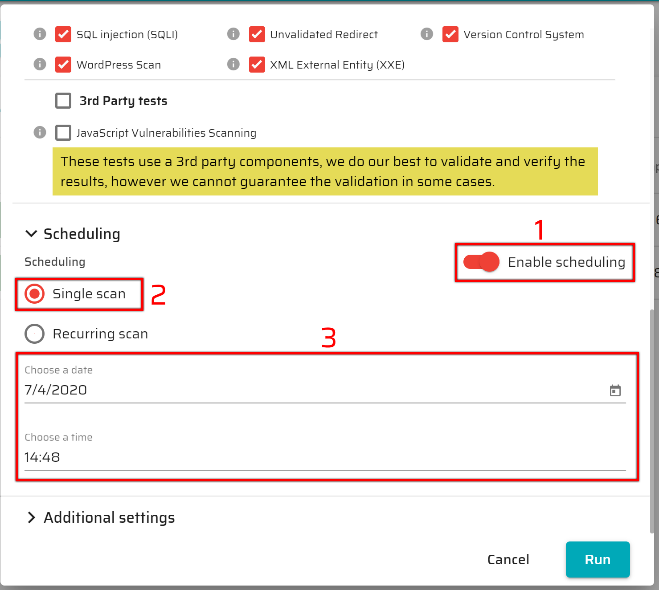 SQL injection (SQLI)
Unvalidated Redirect
Version Control System
WordPress Scan
XML External Entity (XXE)
3rd Party tests
JavaScript Vulnerabilities Scanning
These tests use a 3rd party components, we do our best to validate and verify the
results, however we cannot guarantee the validation in some cases.
Scheduling
1
Scheduling
Enable scheduling
Single scan
2
Recurring scan
3
Choose a date
7/4/2020
Choose a time
14:48
Additional settings
Cancel
Run